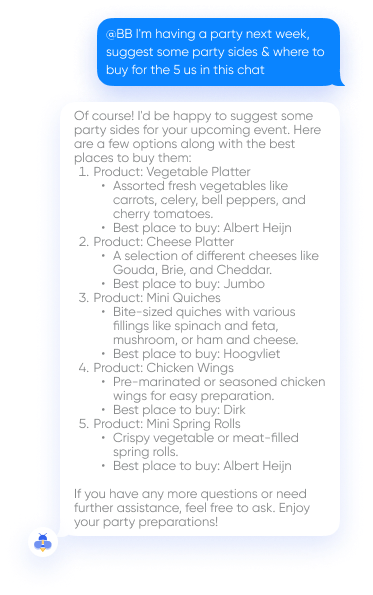 @BB I'm having a party next week,
suggest some party sides & where to
buy for the 5 us in this chat
Of course! I'd be happy to suggest some
party sides for your upcoming event. Here
are a few options along with the best
places to buy them:
1. Product: Vegetable Platter
• Assorted fresh vegetables like
carrots, celery, bell peppers, and
cherry tomatoes.
• Best place to buy: Albert Heijn
2. Product: Cheese Platter
• A selection of different cheeses like
Gouda, Brie, and Cheddar.
• Best place to buy: Jumbo
3. Product: Mini Quiches
• Bite-sized quiches with various
fillings like spinach and feta,
mushroom, or ham and cheese.
• Best place to buy: Hoogvliet
4. Product: Chicken Wings
• Pre-marinated or seasoned chicken
wings for easy preparation.
• Best place to buy: Dirk
5. Product: Mini Spring Rolls
• Crispy vegetable or meat-filled
spring rolls.
• Best place to buy: Albert Heijn
If you have any more questions or need
further assistance, feel free to ask. Enjoy
your party preparations!